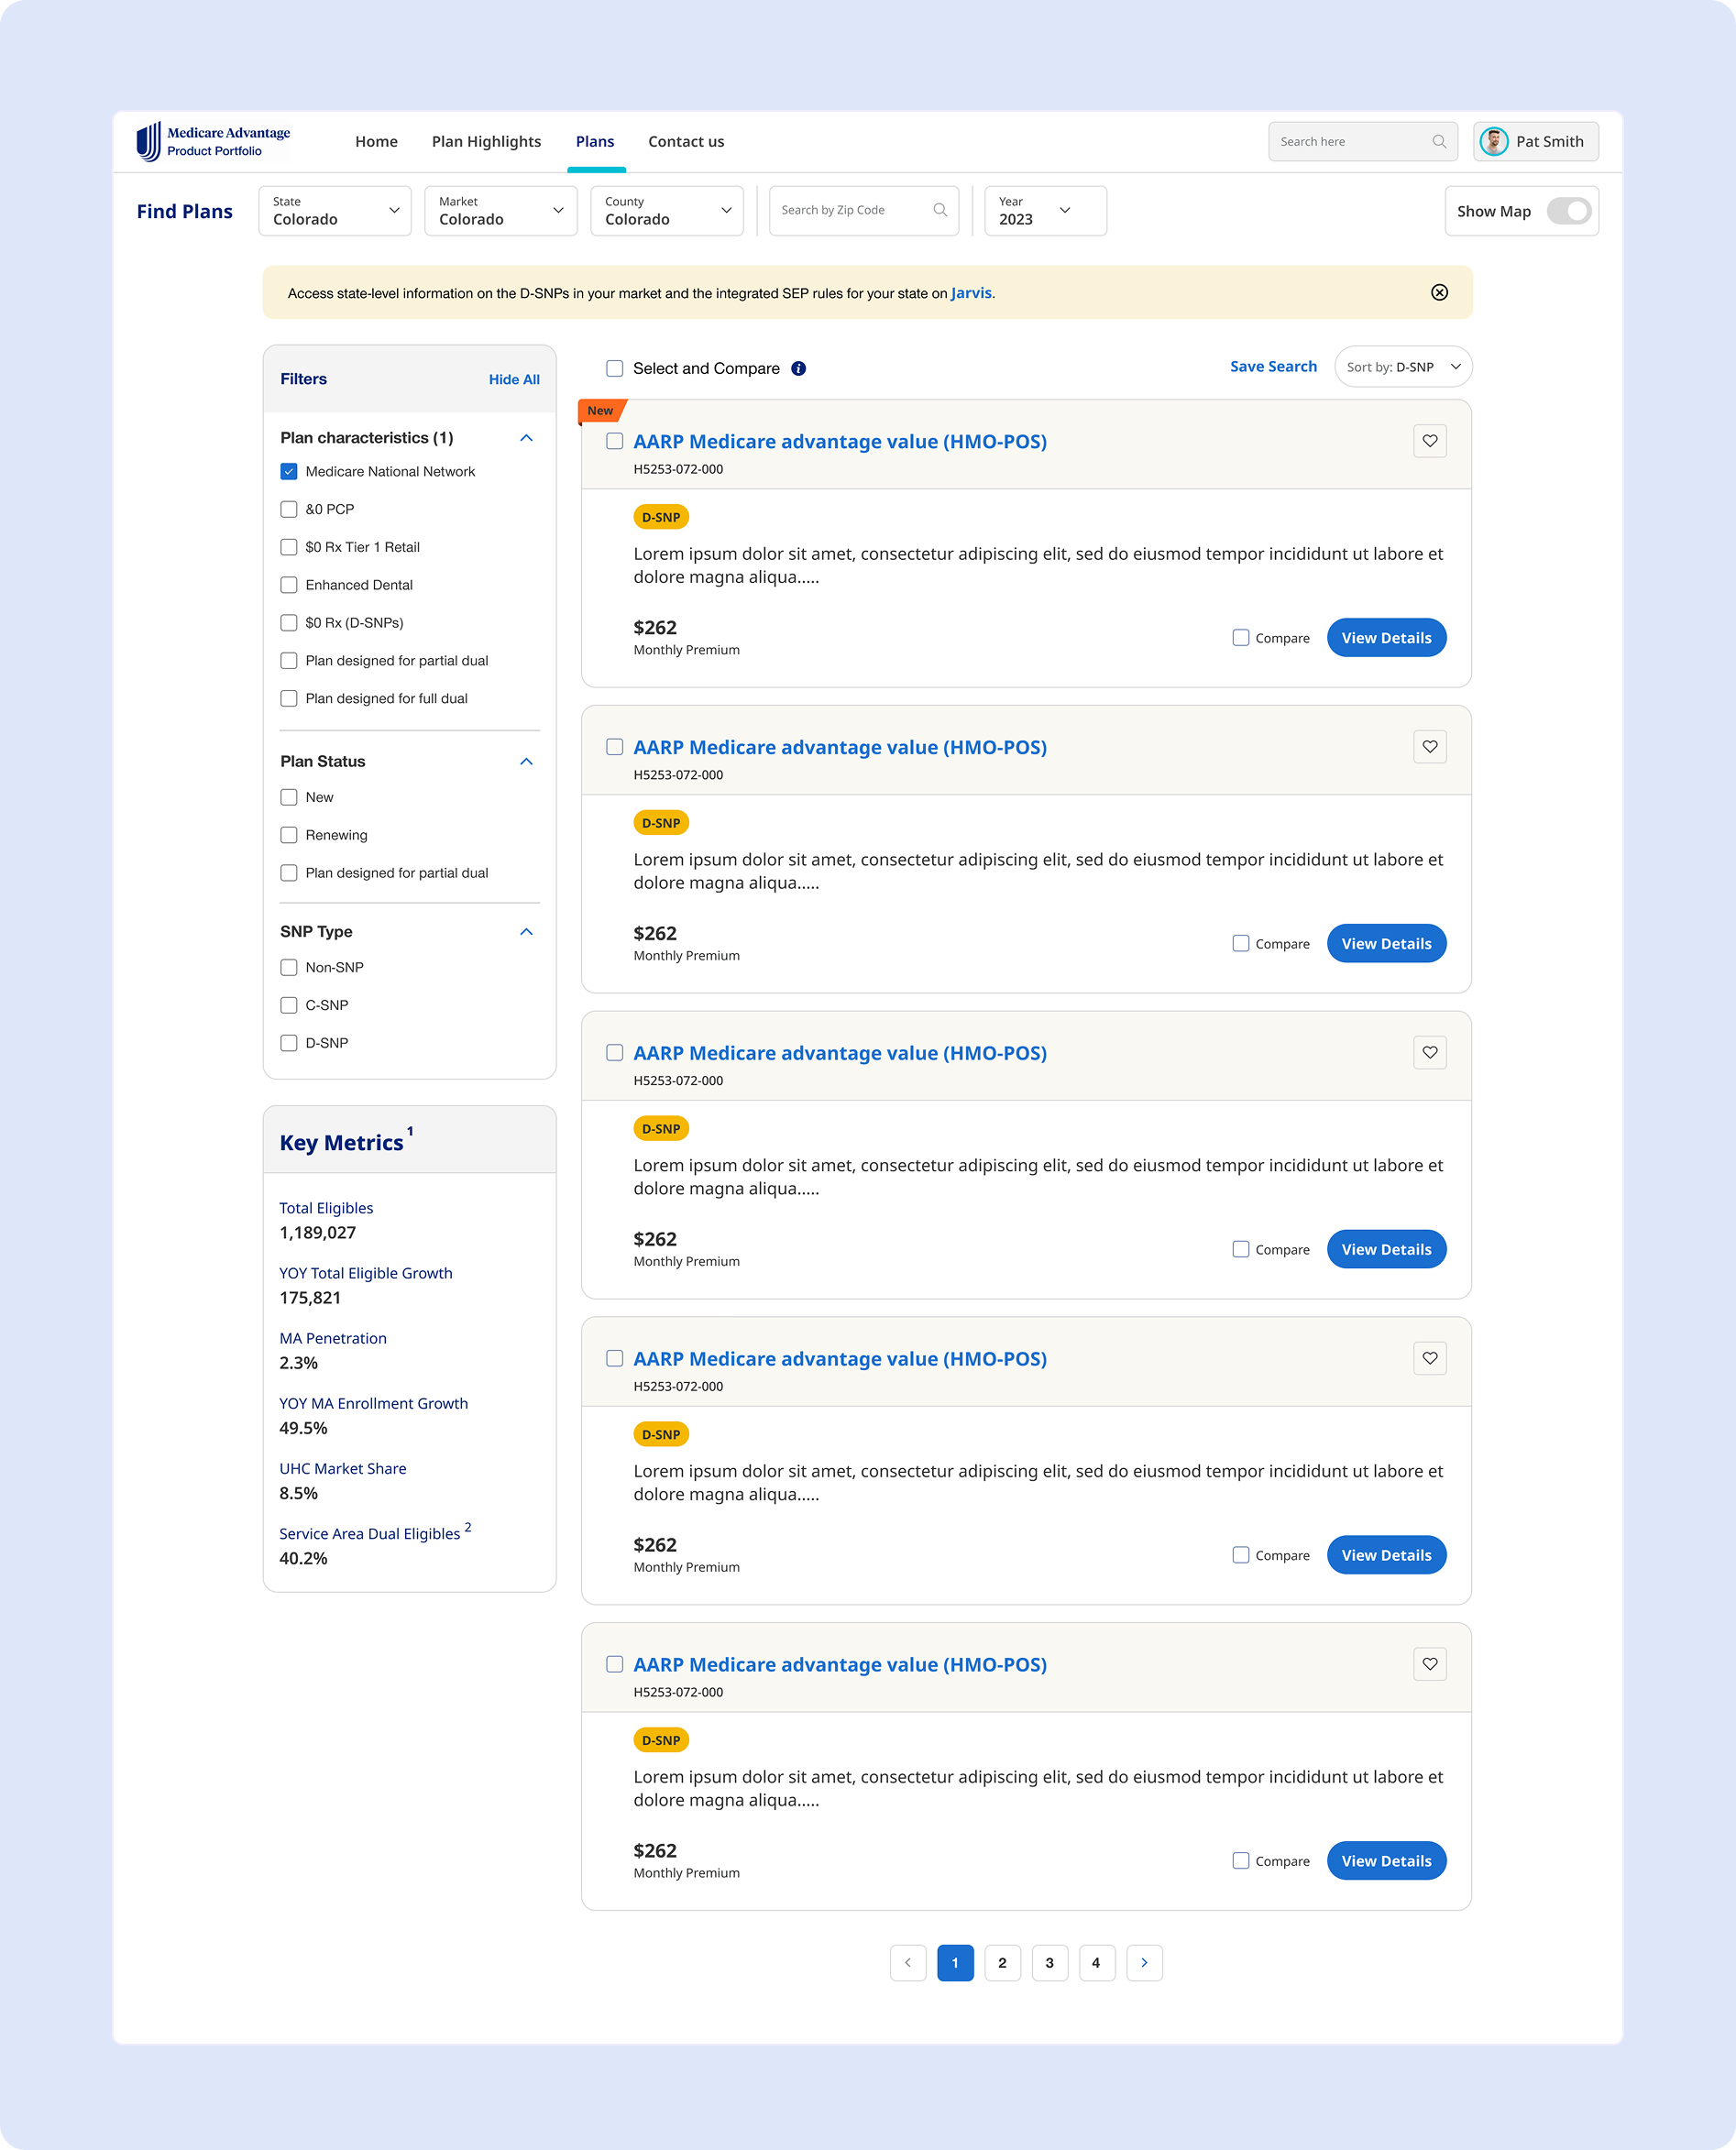 Medicare Advantage
Product Portfolio
Home
Plan Highlights
Plans
Contact us
Search here
Pat Smith
Find Plans
State
Colorado
Market
Colorado
County
Colorado
Search by Zip Code
Year
2023
Show Map
Access state-level information on the D-SNPs in your market and the integrated SEP rules for your state on Jarvis.
Filters
Hide All
Plan characteristics (1)
Medicare National Network
&0 PCP
$0 Rx Tier 1 Retail
Enhanced Dental
$0 Rx (D-SNPs)
Plan designed for partial dual
Plan designed for full dual
Plan Status
New
Renewing
Plan designed for partial dual
SNP Type
Non-SNP
C-SNP
D-SNP
Key Metrics 1
Total Eligibles
1,189,027
YOY Total Eligible Growth
175,821
MA Penetration
2.3%
YOY MA Enrollment Growth
49.5%
UHC Market Share
8.5%
Service Area Dual Eligibles 2
40.2%
Select and Compare i
Save Search
Sort by: D-SNP
New
AARP Medicare advantage value (HMO-POS)
H5253-072-000
D-SNP
Lorem ipsum dolor sit amet, consectetur adipiscing elit, sed do eiusmod tempor incididunt ut labore et
dolore magna aliqua.....
$262
Monthly Premium
Compare
View Details
AARP Medicare advantage value (HMO-POS)
H5253-072-000
D-SNP
Lorem ipsum dolor sit amet, consectetur adipiscing elit, sed do eiusmod tempor incididunt ut labore et
dolore magna aliqua.....
$262
Monthly Premium
Compare
View Details
AARP Medicare advantage value (HMO-POS)
H5253-072-000
D-SNP
Lorem ipsum dolor sit amet, consectetur adipiscing elit, sed do eiusmod tempor incididunt ut labore et
dolore magna aliqua.....
$262
Monthly Premium
Compare
View Details
AARP Medicare advantage value (HMO-POS)
H5253-072-000
D-SNP
Lorem ipsum dolor sit amet, consectetur adipiscing elit, sed do eiusmod tempor incididunt ut labore et
dolore magna aliqua.....
$262
Monthly Premium
Compare
View Details
AARP Medicare advantage value (HMO-POS)
H5253-072-000
D-SNP
Lorem ipsum dolor sit amet, consectetur adipiscing elit, sed do eiusmod tempor incididunt ut labore et
dolore magna aliqua.....
$262
Monthly Premium
Compare
View Details
1
2
3
4